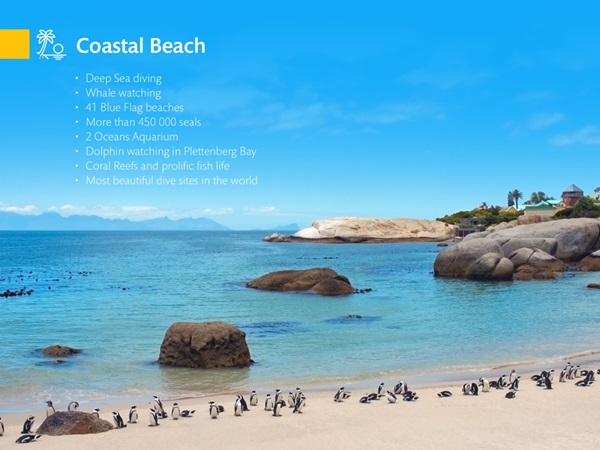 Coastal Beach
• Deep Sea diving
• Whale watching
• 41 Blue Flag beaches
• More than 450 000 seals
• 2 Oceans Aquarium
• Dolphin watching in Plettenberg Bay
• Coral Reefs and prolific fish life
• Most beautiful dive sites in the world